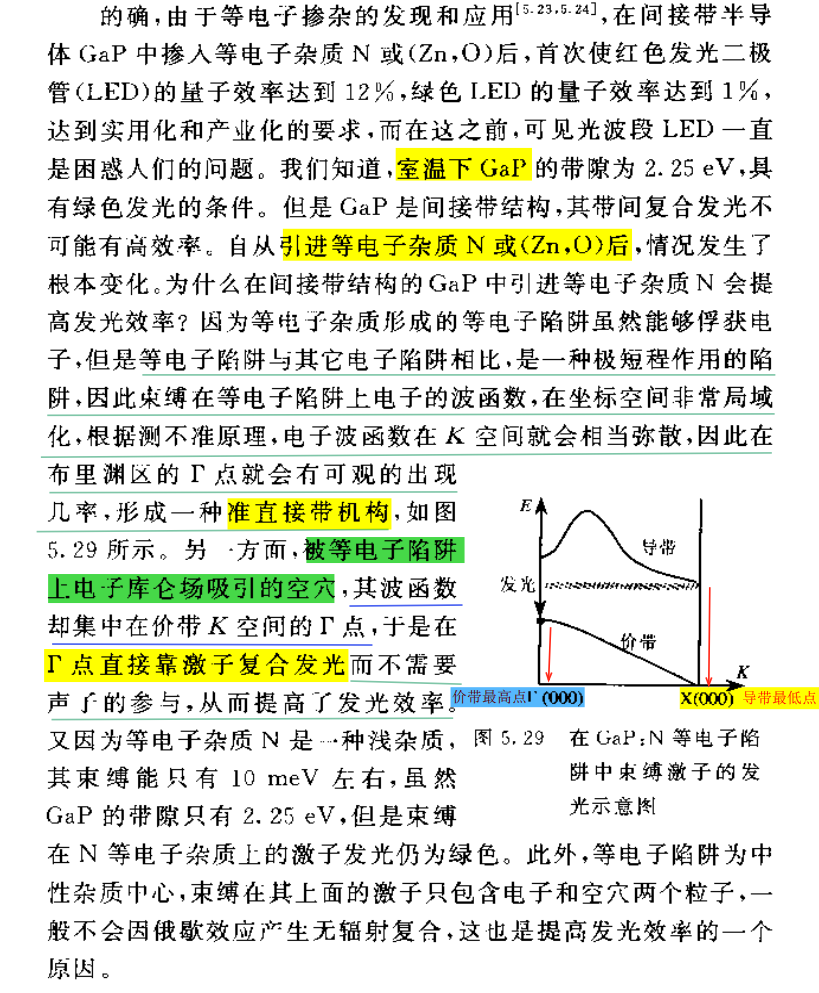 的确,由于等电子掺杂的发现和应用[5.23,5.24],在间接带半导
体 GaP 中掺入等电子杂质 N 或(Zn,O)后,首次使红色发光二极
管(LED)的量子效率达到 12%,绿色 LED 的量子效率达到 1%,
达到实用化和产业化的要求,而在这之前,可见光波段 LED 一直
是困惑人们的问题。我们知道,室温下 GaP 的带隙为 2.25 eV,具
有绿色发光的条件。但是 GaP 是间接带结构,其带间复合发光不
可能有高效率。自从引进等电子杂质 N 或(Zn,O)后,情况发生了
根本变化。为什么在间接带结构的 GaP 中引进等电子杂质 N 会提
高发光效率?因为等电子杂质形成的等电子陷阱虽然能够俘获电
子,但是等电子陷阱与其它电子陷阱相比,是一种极短程作用的陷
阱,因此束缚在等电子陷阱上电子的波函数,在坐标空间非常局域
化,根据测不准原理,电子波函数在 K 空间就会相当弥散,因此在
布里渊区的 Γ 点就会有可观的出现
几率,形成一种准直接带机构,如图
5.29 所示。另一方面,被等电子陷阱
上电子库仑场吸引的空穴,其波函数
却集中在价带 K 空间的 Γ 点,于是在
Γ 点直接靠激子复合发光而不需要
声子的参与,从而提高了发光效率。
又因为等电子杂质 N 是一种浅杂质,
其束缚能只有 10 meV 左右,虽然
GaP 的带隙只有 2.25 eV,但是束缚
在 N 等电子杂质上的激子发光仍为绿色。此外,等电子陷阱为中
性杂质中心,束缚在其上面的激子只包含电子和空穴两个粒子,一
般不会因俄歇效应产生无辐射复合,这也是提高发光效率的一个
原因。
E
导带
发光
价带
K
价带最高点Γ (000)
X(000) 导带最低点
图 5.29 在 GaP:N 等电子陷
阱中束缚激子的发
光示意图